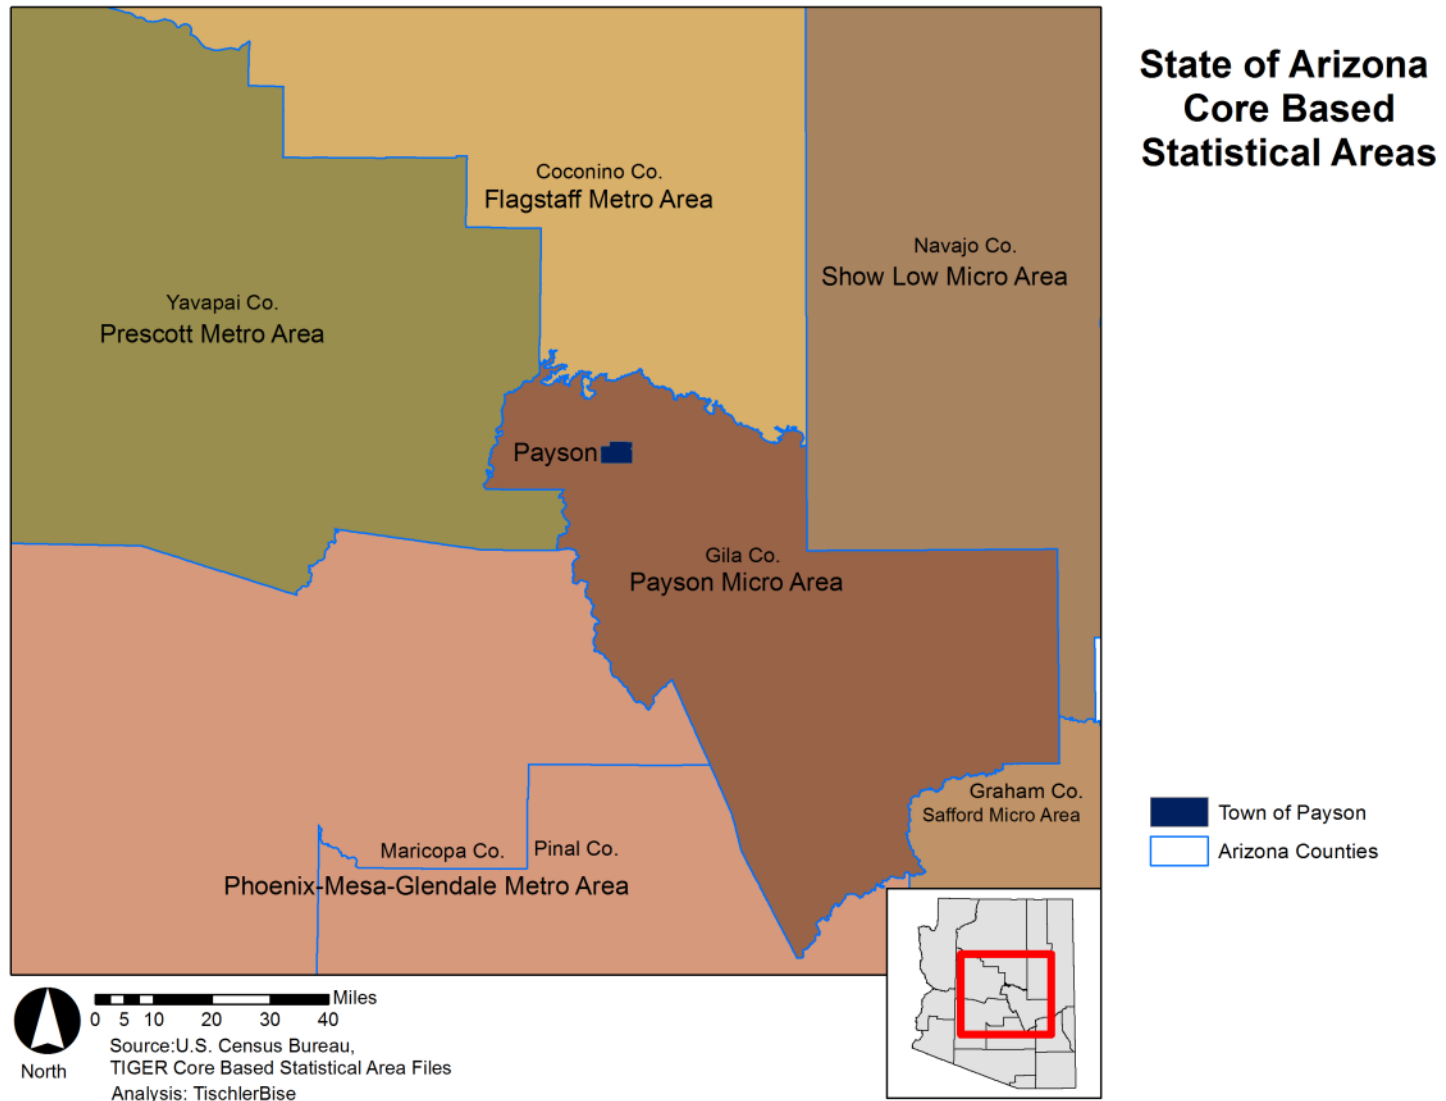 State of Arizona
Core Based
Statistical Areas
Coconino Co.
Flagstaff Metro Area
Navajo Co.
Show Low Micro Area
Yavapai Co.
Prescott Metro Area
Payson
Gila Co.
Payson Micro Area
Graham Co.
Safford Micro Area
Maricopa Co.
Pinal Co.
Phoenix-Mesa-Glendale Metro Area
Town of Payson
Arizona Counties
Miles
0 5 10 20 30 40
North
Source:U.S. Census Bureau,
TIGER Core Based Statistical Area Files
Analysis: TischlerBise